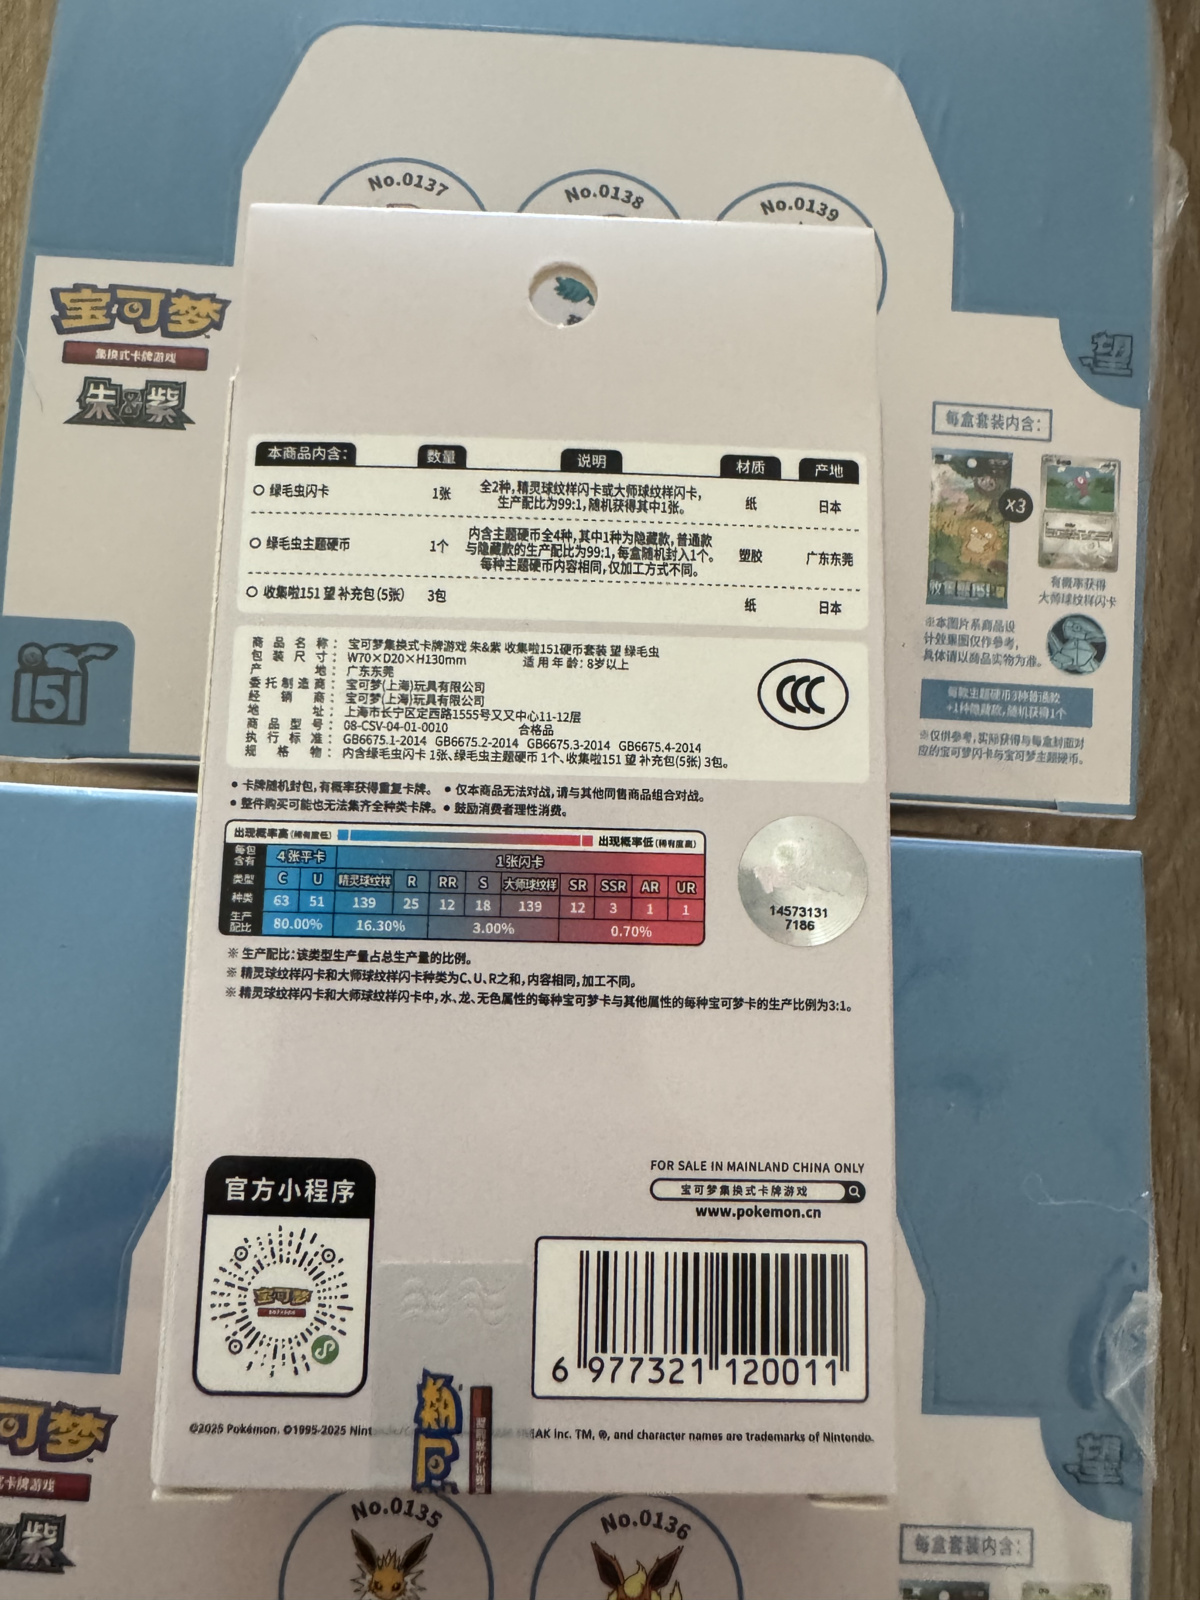 No.0137
No.0138
No.0139
宝可梦
集换式卡牌游戏
朱&紫
151
望
每盒套装内含:
x3
收集啦151
有概率获得
大师球纹样闪卡
※本图片系商品设
计效果图仅作参考,
具体请以商品实物为准。
每款主题硬币3种普通款
+1种隐藏款,随机获得1个
※仅供参考,实际获得与每盒封面对
应的宝可梦闪卡与宝可梦主题硬币。
本商品内含: 数量 说明 材质 产地
绿毛虫闪卡 1张 全2种,精灵球纹样闪卡或大师球纹样闪卡,
生产配比为99:1,随机获得其中1张。 纸 日本
绿毛虫主题硬币 1个 内含主题硬币全4种,其中1种为隐藏款,普通款
与隐藏款的生产配比为99:1,每盒随机封入1个。
每种主题硬币内容相同,仅加工方式不同。 塑胶 广东东莞
收集啦151 望 补充包(5张) 3包 纸 日本
商品名称: 宝可梦集换式卡牌游戏 朱&紫 收集啦151硬币套装 望 绿毛虫
包装尺寸: W70×D20×H130mm 适用年龄:8岁以上
产地: 广东东莞
委托制造商: 宝可梦(上海)玩具有限公司
经销商: 宝可梦(上海)玩具有限公司
地址: 上海市长宁区定西路1555号又又中心11-12层
商品型号: 08-CSV-04-01-0010 合格品
执行标准: GB6675.1-2014 GB6675.2-2014 GB6675.3-2014 GB6675.4-2014
规格物: 内含绿毛虫闪卡 1张、绿毛虫主题硬币 1个、收集啦151 望 补充包(5张) 3包。
CCC
• 卡牌随机封包,有概率获得重复卡牌。 • 仅本商品无法对战,请与其他同售商品组合对战。
• 整件购买可能也无法集齐全种类卡牌。 • 鼓励消费者理性消费。
出现概率高(稀有度低) 出现概率低(稀有度高)
每包含有 4张平卡 1张闪卡
类型 C U 精灵球纹样 R RR S 大师球纹样 SR SSR AR UR
种类 63 51 139 25 12 18 139 12 3 1 1
生产配比 80.00% 16.30% 3.00% 0.70%
14573131
7186
※ 生产配比:该类型生产量占总生产量的比例。
※ 精灵球纹样闪卡和大师球纹样闪卡种类为C、U、R之和,内容相同,加工不同。
※ 精灵球纹样闪卡和大师球纹样闪卡中,水、龙、无色属性的每种宝可梦卡与其他属性的每种宝可梦卡的生产比例为3:1。
官方小程序
宝可梦
FOR SALE IN MAINLAND CHINA ONLY
宝可梦集换式卡牌游戏
www.pokemon.cn
6 977321 120011
©2025 Pokémon. ©1995-2025 Nint
AK inc. TM, ®, and character names are trademarks of Nintendo.
可梦
卡牌游戏
紫
No.0135
No.0136
望
每盒套装内含: